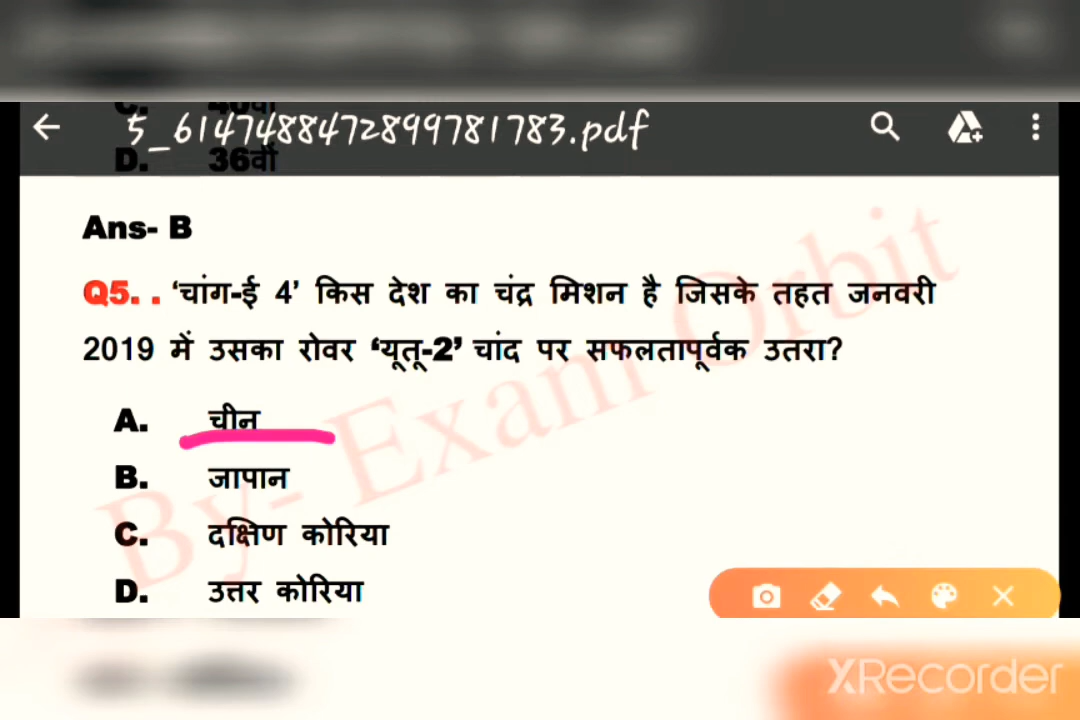 C. 40वां
5_6147488472899781783.pdf
D. 36वां
Ans- B
Q5. . ‘चांग-ई 4’ किस देश का चंद्र मिशन है जिसके तहत जनवरी
2019 में उसका रोवर ‘यूतू-2’ चांद पर सफलतापूर्वक उतरा?
A. चीन
B. जापान
C. दक्षिण कोरिया
D. उत्तर कोरिया
By- Exam Orbit
XRecorder